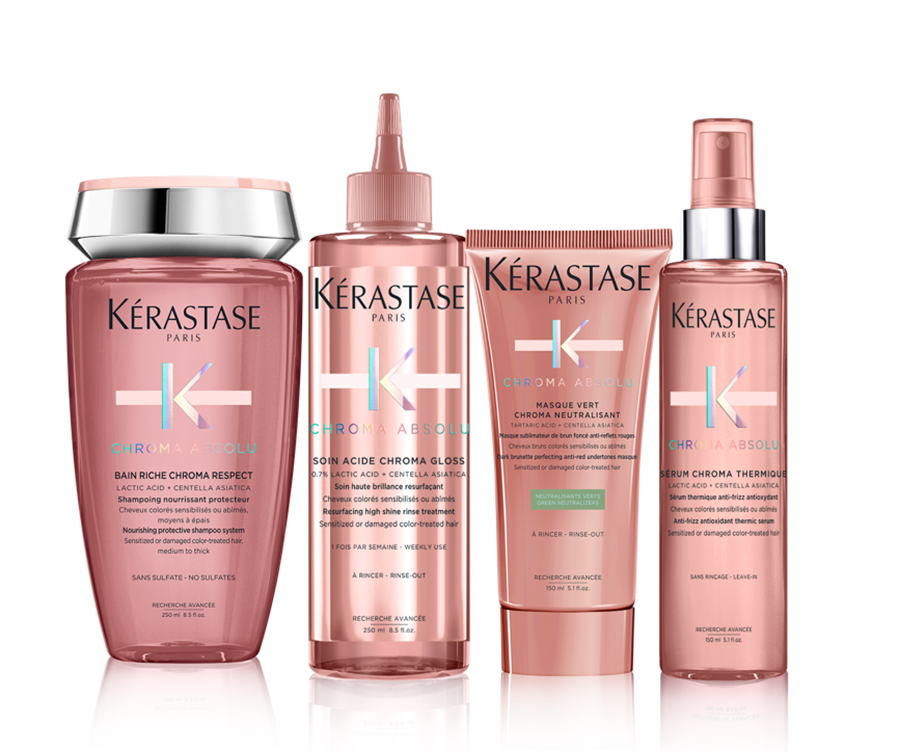 KÉRASTASE
PARIS
K
CHROMA ABSOLU
BAIN RICHE CHROMA RESPECT
LACTIC ACID + CENTELLA ASIATICA
Shampoing nourrissant protecteur
Cheveux colorés sensibilisés ou abîmés,
moyens à épais
Nourishing protective shampoo system
Sensitized or damaged color-treated hair,
medium to thick
SANS SULFATE - NO SULFATES
RECHERCHE AVANCÉE
250 ml 8.5 fl.oz.
KÉRASTASE
PARIS
K
CHROMA ABSOLU
SOIN ACIDE CHROMA GLOSS
0.7% LACTIC ACID + CENTELLA ASIATICA
Soin haute brillance resurfaçant
Cheveux colorés sensibilisés ou abîmés
Resurfacing high shine rinse treatment
Sensitized or damaged color-treated hair
1 FOIS PAR SEMAINE - WEEKLY USE
À RINCER - RINSE-OUT
RECHERCHE AVANCÉE
250 ml 8.5 fl.oz.
KÉRASTASE
PARIS
K
CHROMA ABSOLU
MASQUE VERT
CHROMA NEUTRALISANT
TARTARIC ACID + CENTELLA ASIATICA
Masque sublimateur de brun foncé anti-reflets rouges
Cheveux bruns colorés sensibilisés ou abîmés
Dark brunette perfecting anti-red undertones masque
Sensitized or damaged color-treated hair
NEUTRALISANTS VERTS
GREEN NEUTRALIZERS
À RINCER - RINSE-OUT
RECHERCHE AVANCÉE
150 ml 5.1 fl.oz.
KÉRASTASE
PARIS
K
CHROMA ABSOLU
SÉRUM CHROMA THERMIQUE
LACTIC ACID + CENTELLA ASIATICA
Sérum thermique anti-frizz antioxydant
Cheveux colorés sensibilisés ou abîmés
Anti-frizz antioxidant thermic serum
Sensitized or damaged color-treated hair
SANS RINÇAGE - LEAVE-IN
RECHERCHE AVANCÉE
150 ml 5.1 fl.oz.